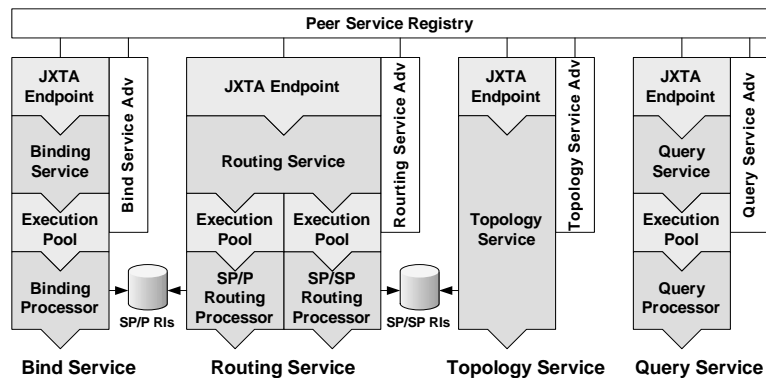 Peer Service Registry
JXTA
Endpoint
Binding
Service
Execution
Pool
Binding
Processor
Bind Service Adv
SP/P RIs
Bind Service
JXTA Endpoint
Routing Service
Execution
Pool
Execution
Pool
SP/P
Routing
Processor
SP/SP
Routing
Processor
Rourting Service Adv
SP/SP RIs
Routing Service
JXTA
Endpoint
Topology
Service
Topology Service Adv
Topology Service
JXTA
Endpoint
Query
Service
Execution
Pool
Query
Processor
Query Service Adv
Query Service